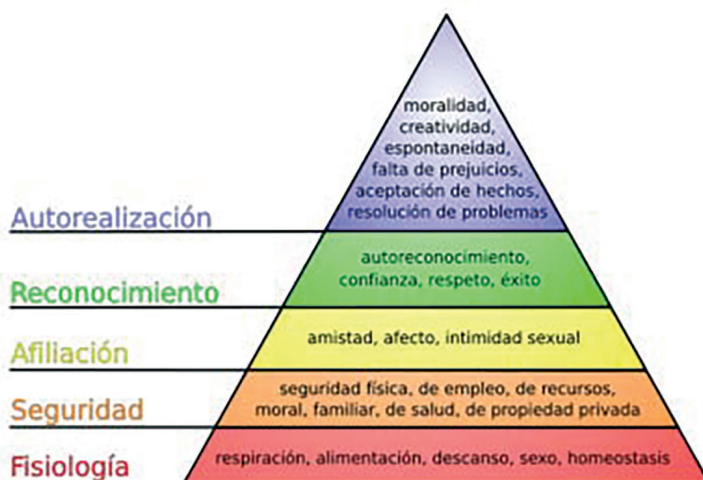 moralidad,
creatividad,
espontaneidad,
falta de prejuicios,
aceptación de hechos,
resolución de problemas
Autorealización
autoreconocimiento,
confianza, respeto, éxito
Reconocimiento
amistad, afecto, intimidad sexual
Afiliación
seguridad física, de empleo, de recursos,
moral, familiar, de salud, de propiedad privada
Seguridad
respiración, alimentación, descanso, sexo, homeostasis
Fisiología